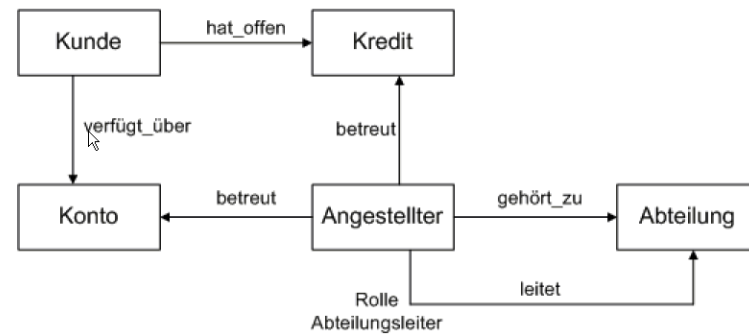 Kunde
hat_offen
Kredit
verfügt_über
betreut
Konto
betreut
Angestellter
gehört_zu
Abteilung
Rolle
Abteilungsleiter
leitet